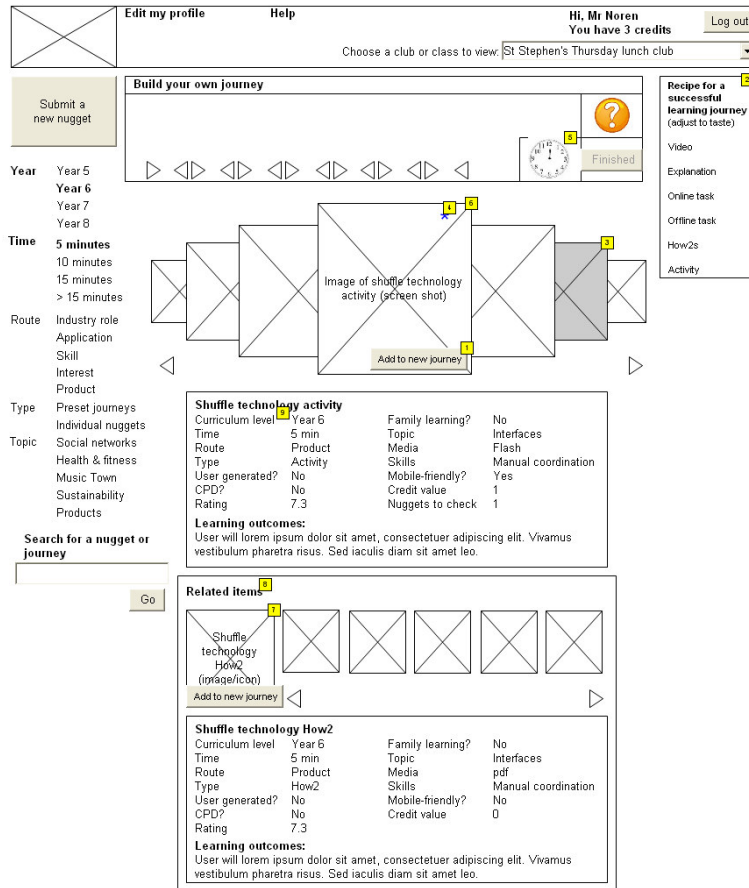 Edit my profile
Help
Hi, Mr Noren
You have 3 credits
Log out
Choose a club or class to view:
St Stephen's Thursday lunch club
Submit a
new nugget
Build your own journey
5
Finished
2
Recipe for a
successful
learning journey
(adjust to taste)
Video
Explanation
Online task
Offline task
How2s
Activity
Year
Year 5
Year 6
Year 7
Year 8
Time
5 minutes
10 minutes
15 minutes
> 15 minutes
Route
Industry role
Application
Skill
Interest
Product
Type
Preset journeys
Individual nuggets
Topic
Social networks
Health & fitness
Music Town
Sustainability
Products
Search for a nugget or
journey
Go
4
6
3
Image of shuffle technology
activity (screen shot)
1
Add to new journey
Shuffle technology activity
9
Curriculum level Year 6 Family learning? No
Time 5 min Topic Interfaces
Route Product Media Flash
Type Activity Skills Manual coordination
User generated? No Mobile-friendly? Yes
CPD? No Credit value 1
Rating 7.3 Nuggets to check 1
Learning outcomes:
User will lorem ipsum dolor sit amet, consectetuer adipiscing elit. Vivamus
vestibulum pharetra risus. Sed iaculis diam sit amet leo.
Related items
8
7
Shuffle
technology
How2
(image/icon)
Add to new journey
Shuffle technology How2
Curriculum level Year 6 Family learning? No
Time 5 min Topic Interfaces
Route Product Media pdf
Type How2 Skills Manual coordination
User generated? No Mobile-friendly? No
CPD? No Credit value 0
Rating 7.3
Learning outcomes:
User will lorem ipsum dolor sit amet, consectetuer adipiscing elit. Vivamus
vestibulum pharetra risus. Sed iaculis diam sit amet leo.